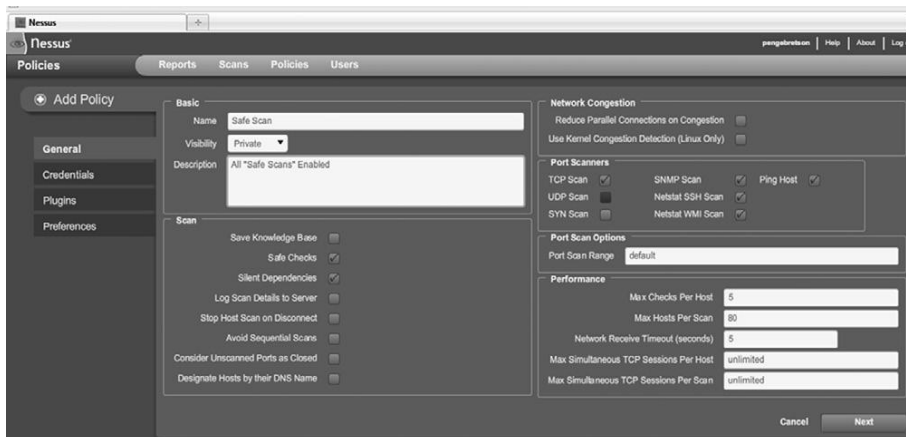 Nessus
nessus
pengebretson | Help | About | Log
Policies
Reports Scans Policies Users
Add Policy
General
Credentials
Plugins
Preferences
Basic
Name Safe Scan
Visibility Private
Description All "Safe Scans" Enabled
Scan
Save Knowledge Base
Safe Checks
Silent Dependencies
Log Scan Details to Server
Stop Host Scan on Disconnect
Avoid Sequential Scans
Consider Unscanned Ports as Closed
Designate Hosts by their DNS Name
Network Congestion
Reduce Parallel Connections on Congestion
Use Kernel Congestion Detection (Linux Only)
Port Scanners
TCP Scan SNMP Scan Ping Host
UDP Scan Netstat SSH Scan
SYN Scan Netstat WMI Scan
Port Scan Options
Port Scan Range default
Performance
Max Checks Per Host 5
Max Hosts Per Scan 80
Network Receive Timeout (seconds) 5
Max Simultaneous TCP Sessions Per Host unlimited
Max Simultaneous TCP Sessions Per Scan unlimited
Cancel Next